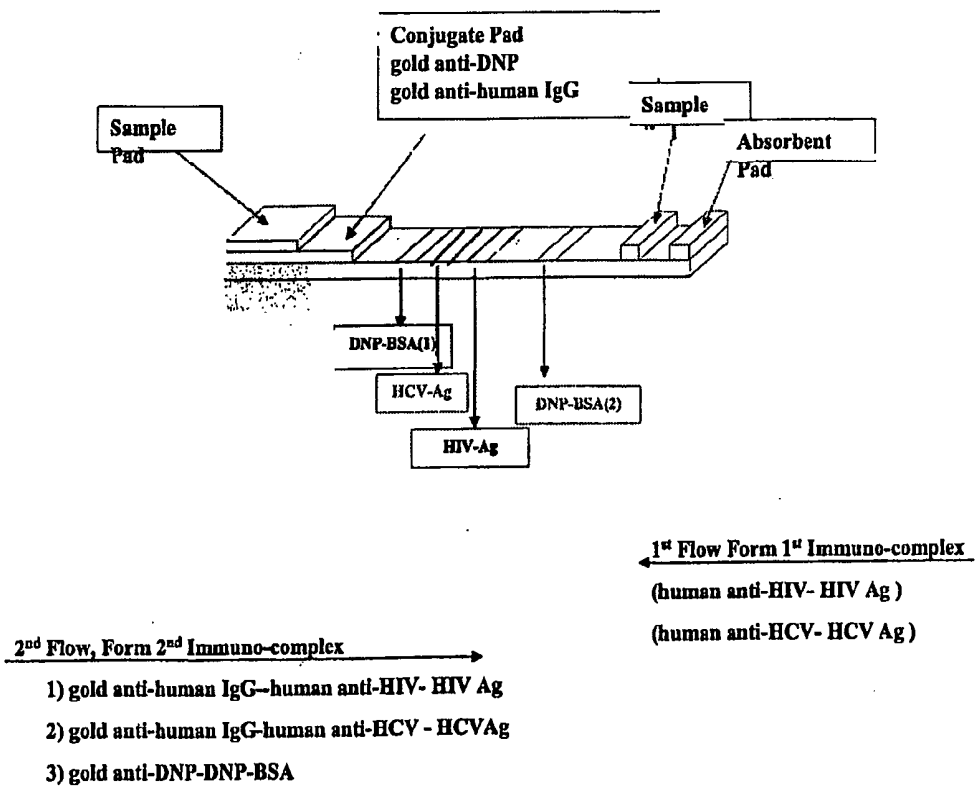 Conjugate Pad
gold anti-DNP
gold anti-human IgG
Sample
Sample
Pad
Absorbent
Pad
DNP-BSA(1)
HCV-Ag
DNP-BSA(2)
HIV-Ag
1st Flow Form 1st Immuno-complex
(human anti-HIV- HIV Ag )
(human anti-HCV- HCV Ag )
2nd Flow, Form 2nd Immuno-complex
1) gold anti-human IgG--human anti-HIV- HIV Ag
2) gold anti-human IgG-human anti-HCV - HCVAg
3) gold anti-DNP-DNP-BSA